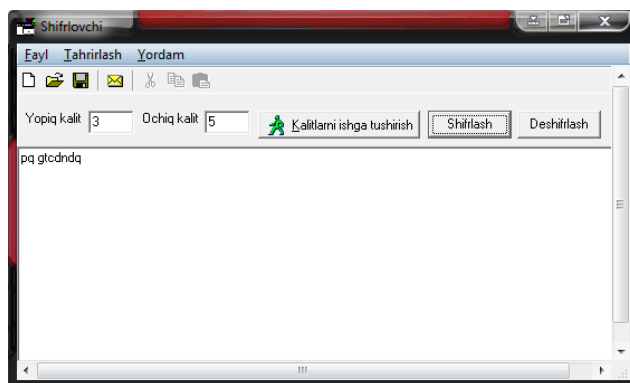 Shifrlovchi
Fayl Tahrirlash Yordam
Yopiq kalit 3 Ochiq kalit 5 Kalitlarni ishga tushirish Shifrlash Deshifrlash
pq gtcdndq